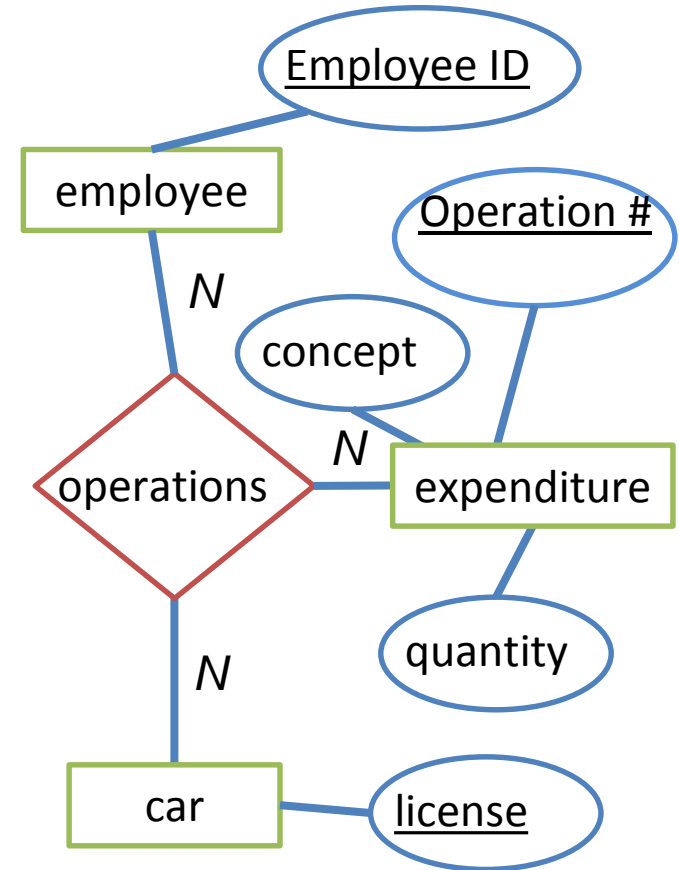 Employee ID
employee
Operation #
N
concept
N
operations
expenditure
quantity
N
car
license